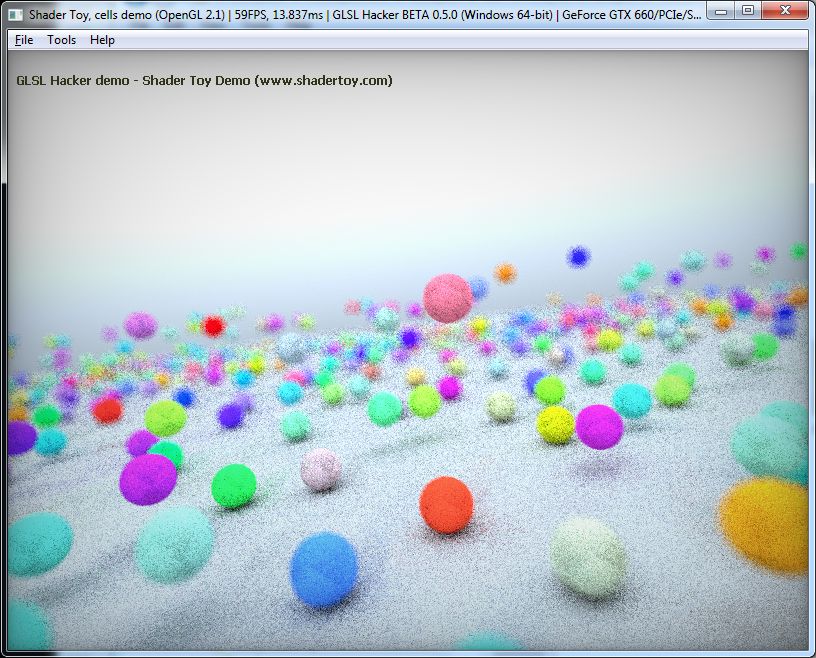 Shader Toy, cells demo (OpenGL 2.1) | 59FPS, 13.837ms | GLSL Hacker BETA 0.5.0 (Windows 64-bit) | GeForce GTX 660/PCIe/S...
File Tools Help
GLSL Hacker demo - Shader Toy Demo (www.shadertoy.com)